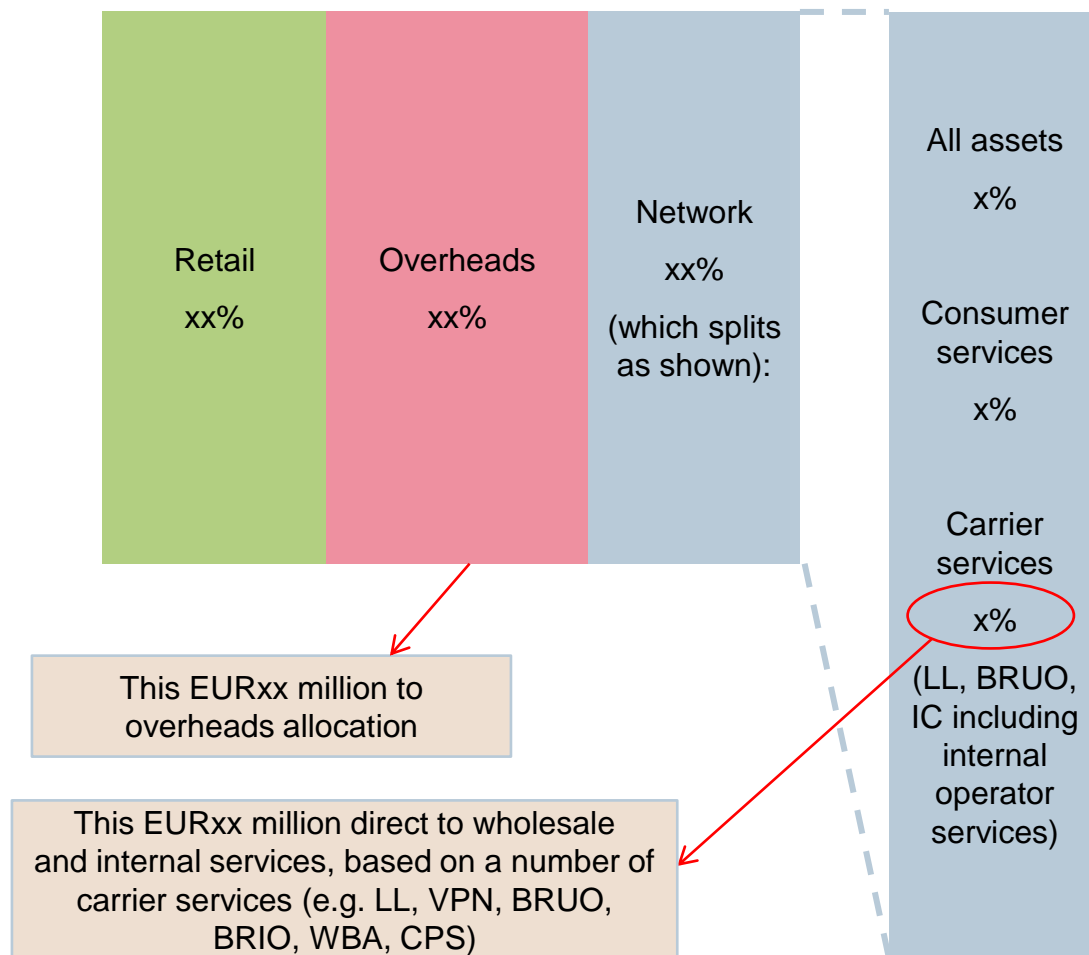 Retail
xx%
Overheads
xx%
Network
xx%
(which splits
as shown):
All assets
x%
Consumer
services
x%
Carrier
services
x%
(LL, BRUO,
IC including
internal
operator
services)
This EURxx million to
overheads allocation
This EURxx million direct to wholesale
and internal services, based on a number of
carrier services (e.g. LL, VPN, BRUO,
BRIO, WBA, CPS)